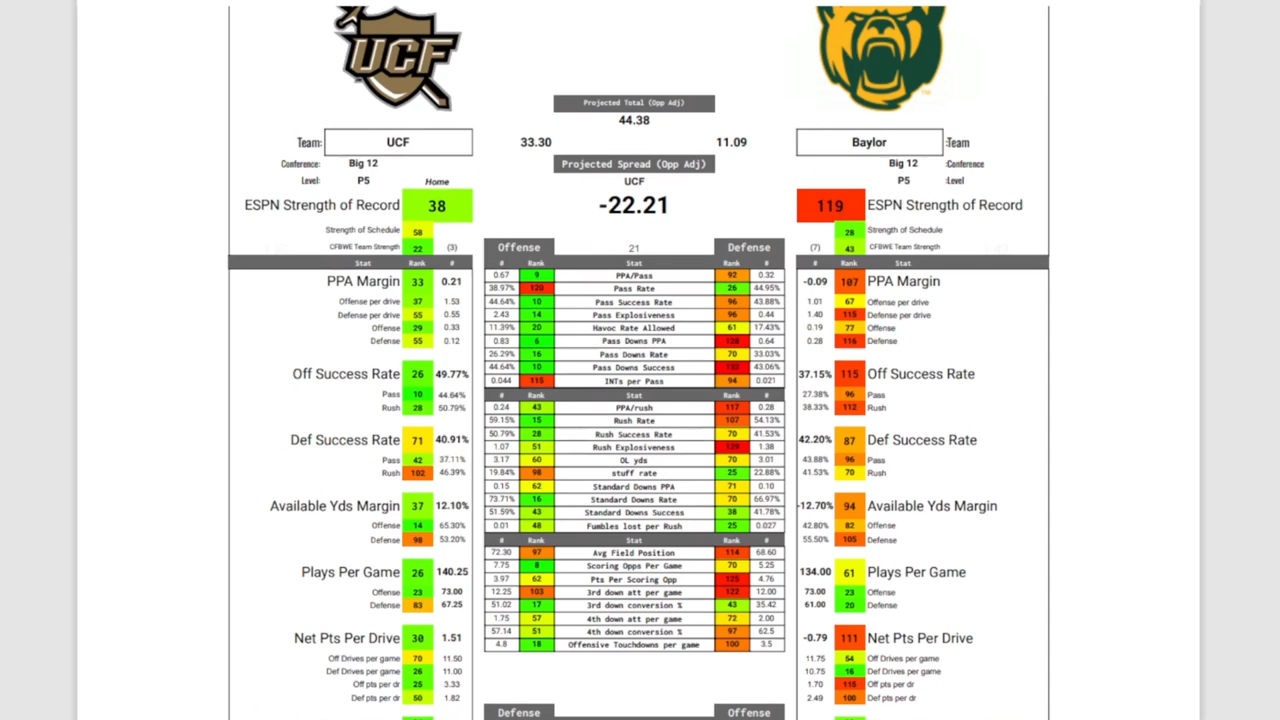 UCF
Projected Total (Opp Adj)
44.38
Team: UCF 33.30 11.09 Baylor :Team
Conference: Big 12 Projected Spread (Opp Adj) Big 12 :Conference
Level: P5 Home UCF P5 :Level
ESPN Strength of Record 38 -22.21 119 ESPN Strength of Record
Strength of Schedule 58 28 Strength of Schedule
CFBWE Team Strength 22 (3) Offense 21 Defense (7) 43 CFBWE Team Strength
Stat Rank # # Rank Stat Rank # # Rank Stat
PPA Margin 33 0.21 -0.09 107 PPA Margin
Offense per drive 37 1.53 1.01 67 Offense per drive
Defense per drive 55 0.55 1.40 115 Defense per drive
Offense 29 0.33 0.19 77 Offense
Defense 55 0.12 0.28 116 Defense
Off Success Rate 26 49.77% 37.15% 115 Off Success Rate
Pass 10 44.64% 27.38% 96 Pass
Rush 28 50.79% 38.33% 112 Rush
Def Success Rate 71 40.91% 42.20% 87 Def Success Rate
Pass 42 37.11% 43.88% 96 Pass
Rush 102 46.39% 41.53% 70 Rush
Available Yds Margin 37 12.10% -12.70% 94 Available Yds Margin
Offense 14 65.30% 42.80% 82 Offense
Defense 98 53.20% 55.50% 105 Defense
Plays Per Game 26 140.25 134.00 61 Plays Per Game
Offense 23 73.00 73.00 23 Offense
Defense 83 67.25 61.00 20 Defense
Net Pts Per Drive 30 1.51 -0.79 111 Net Pts Per Drive
Off Drives per game 70 11.50 11.75 54 Off Drives per game
Def Drives per game 26 11.00 10.75 16 Def Drives per game
Off pts per dr 25 3.33 1.70 115 Off pts per dr
Def pts per dr 50 1.82 2.49 100 Def pts per dr
0.67 9 PPA/Pass 92 0.32
38.97% 120 Pass Rate 26 44.95%
44.64% 10 Pass Success Rate 96 43.88%
2.43 14 Pass Explosiveness 96 0.44
11.39% 20 Havoc Rate Allowed 61 17.43%
0.83 6 Pass Downs PPA 0.64
26.29% 16 Pass Downs Rate 70 33.03%
44.64% 10 Pass Downs Success 43.06%
0.044 115 INTs per Pass 94 0.021
# Rank Stat Rank #
0.24 43 PPA/rush 117 0.28
59.15% 15 Rush Rate 107 54.13%
50.79% 28 Rush Success Rate 70 41.53%
1.07 51 Rush Explosiveness 1.38
3.17 60 OL yds 70 3.01
19.84% 98 stuff rate 25 22.88%
0.15 62 Standard Downs PPA 71 0.10
73.71% 16 Standard Downs Rate 70 66.97%
51.59% 43 Standard Downs Success 38 41.78%
0.01 48 Fumbles lost per Rush 25 0.027
# Rank Stat Rank #
72.30 97 Avg Field Position 114 68.60
7.75 8 Scoring Opps Per Game 70 5.25
3.97 62 Pts Per Scoring Opp 125 4.76
12.25 103 3rd down att per game 122 12.00
51.02 17 3rd down conversion % 43 35.42
1.75 57 4th down att per game 72 2.00
57.14 51 4th down conversion % 97 62.5
4.8 18 Offensive Touchdowns per game 100 3.5
Defense Offense